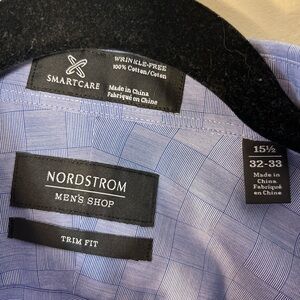 WRINKLE-FREE
100% Cotton/Coton
SMARTCARE
Made in China
Fabriqué en Chine
15½
32-33
Made in
China
Fabriqué
en Chine
NORDSTROM
MEN'S SHOP
TRIM FIT